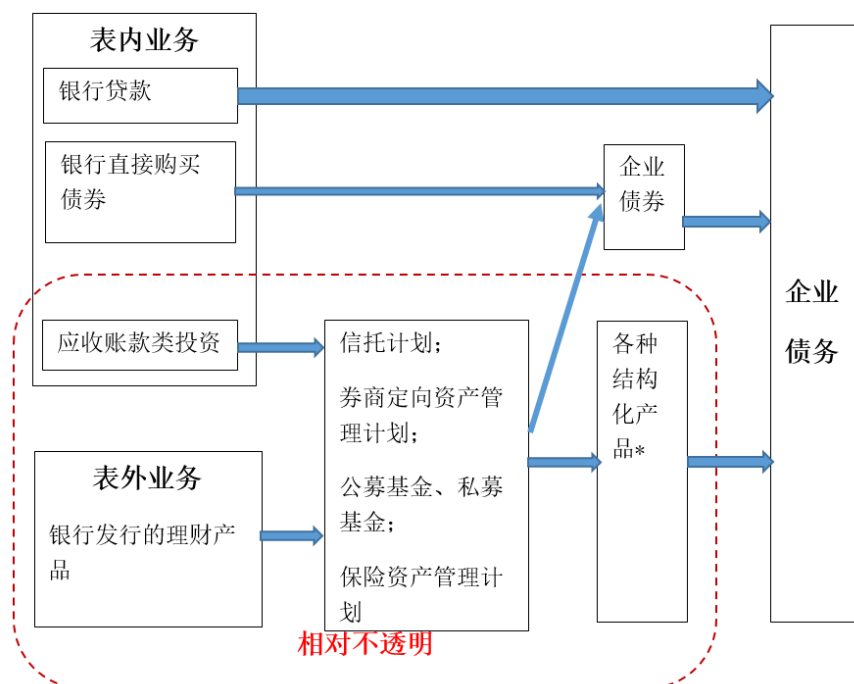 表内业务
银行贷款
银行直接购买
债券
应收账款类投资
表外业务
银行发行的理财产
品
信托计划；
券商定向资产管
理计划；
公募基金、私募
基金；
保险资产管理计
划
相对不透明
企业
债券
各种
结构
化产
品*
企业
债务